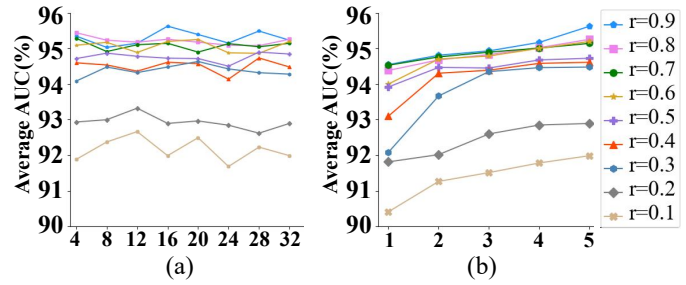 96
95
94
93
92
91
90
Average AUC(%)
4 8 12 16 20 24 28 32
(a)
96
95
94
93
92
91
90
Average AUC(%)
1 2 3 4 5
(b)
r=0.9
r=0.8
r=0.7
r=0.6
r=0.5
r=0.4
r=0.3
r=0.2
r=0.1